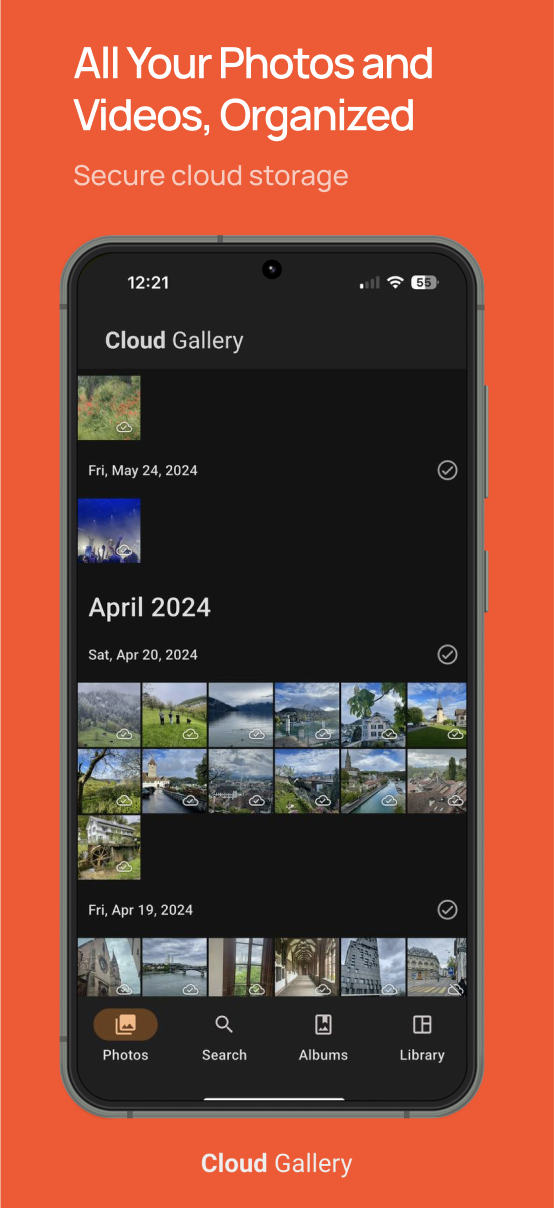 All Your Photos and
Videos, Organized
Secure cloud storage
12:21
55
Cloud Gallery
Fri, May 24, 2024
April 2024
Sat, Apr 20, 2024
Fri, Apr 19, 2024
Photos Search Albums Library
Cloud Gallery